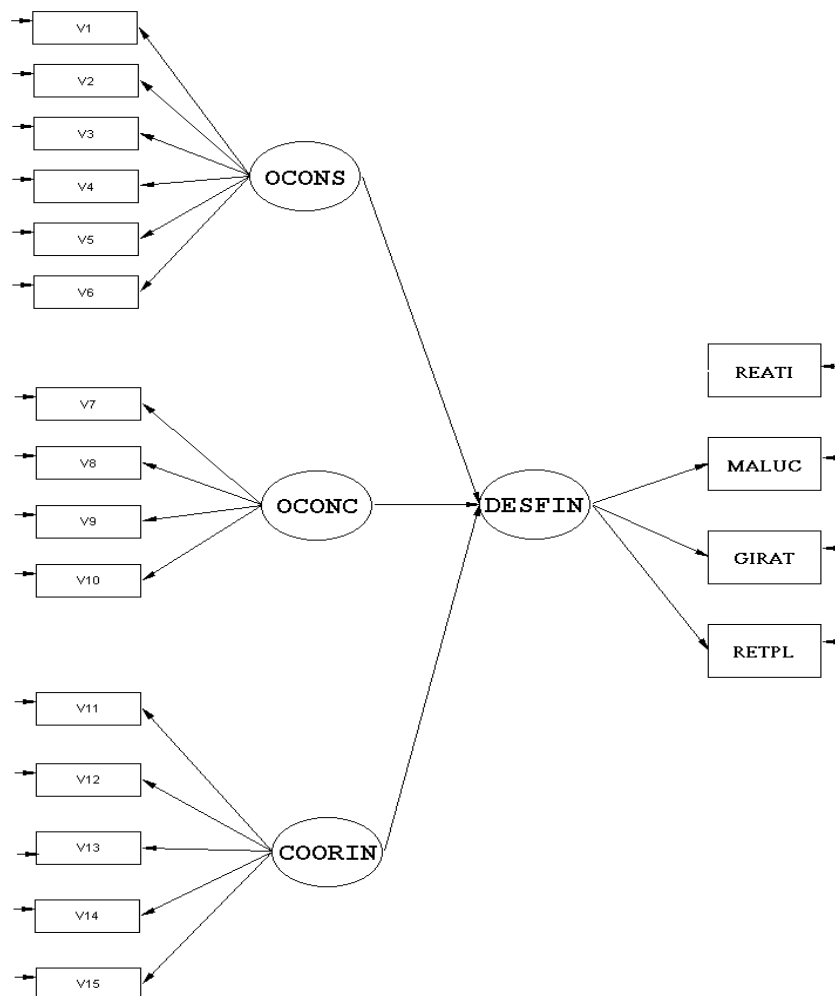 V1
V2
V3
V4
V5
V6
OCONS
V7
V8
V9
V10
OCONC
V11
V12
V13
V14
V15
COORIN
DESFIN
REATI
MALUC
GIRAT
RETPL